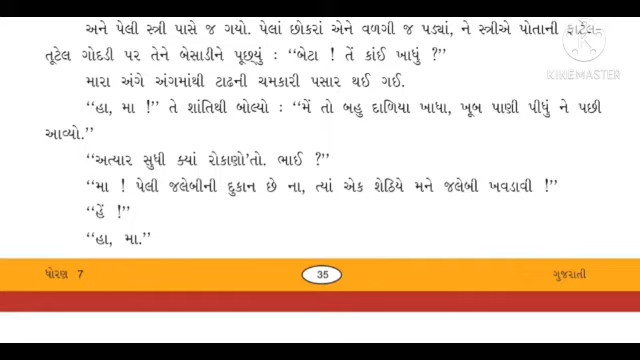 અને પેલી સ્ત્રી પાસે જ ગયો. પેલાં છોકરાં એને વળગી જ પડ્યાં, ને સ્ત્રીએ પોતાની ફાટેલ-
તૂટેલ ગોદડી પર તેને બેસાડીને પૂછ્યું : “બેટા ! તેં કાંઈ ખાધું ?”
મારા અંગે અંગમાંથી ટાઢની ચમકારી પસાર થઈ ગઈ.
“હા, મા !” તે શાંતિથી બોલ્યો : “મેં તો બહુ દાળિયા ખાધા, ખૂબ પાણી પીધું ને પછી
આવ્યો.”
“અત્યાર સુધી ક્યાં રોકાણો’તો. ભાઈ ?”
“મા ! પેલી જલેબીની દુકાન છે ના, ત્યાં એક શેઠિયે મને જલેબી ખવડાવી !”
“હેં !”
“હા, મા.”
ધોરણ 7
35
ગુજરાતી
KINEMASTER